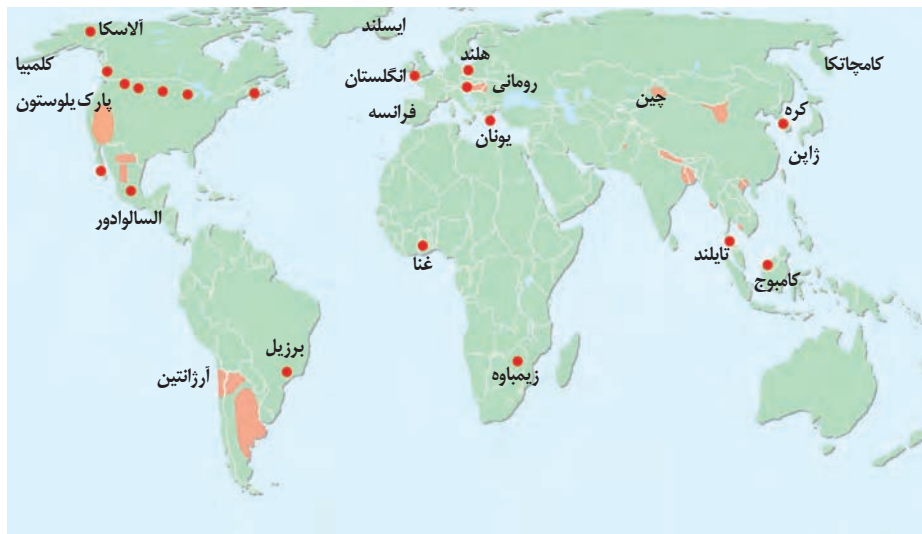 آلاسکا
ایسلند
کلمبیا
انگلستان
هلند
کامچاتکا
پارک یلوستون
رومانی
چین
فرانسه
کره
یونان
ژاپن
السالوادور
غنا
تایلند
کامبوج
برزیل
آرژانتین
زیمباوه